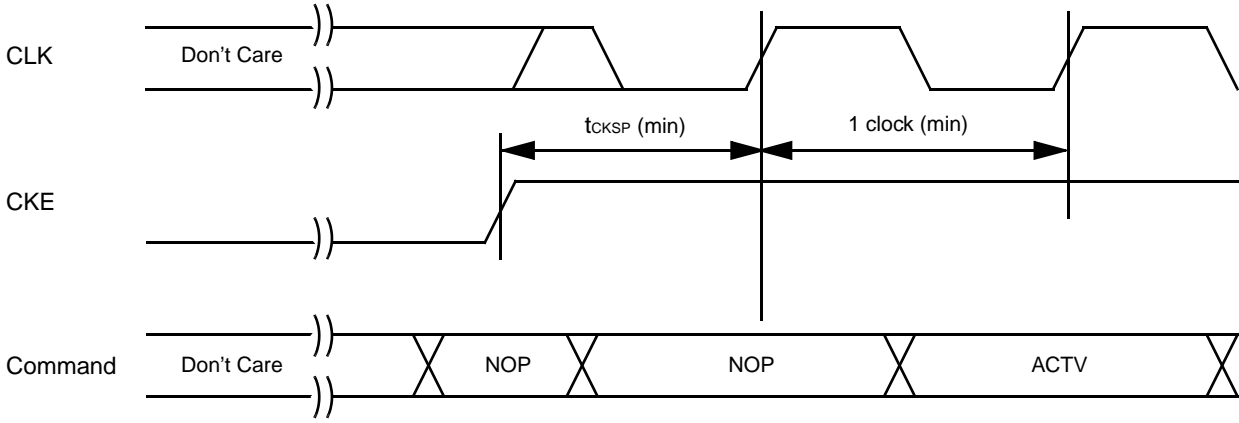 CLK
Don't Care
tCKSP (min)
1 clock (min)
CKE
Command
Don't Care
NOP
NOP
ACTV